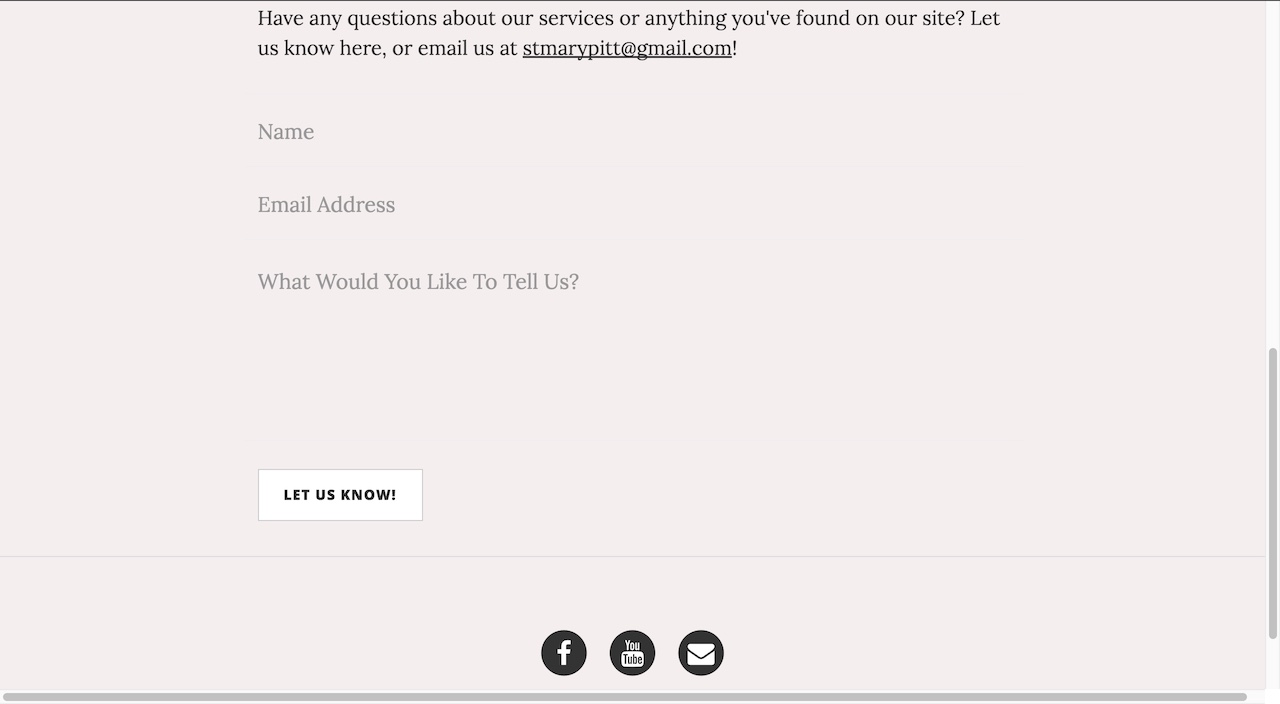 Have any questions about our services or anything you've found on our site? Let
us know here, or email us at stmarypitt@gmail.com!
Name
Email Address
What Would You Like To Tell Us?
LET US KNOW!
You
Tube